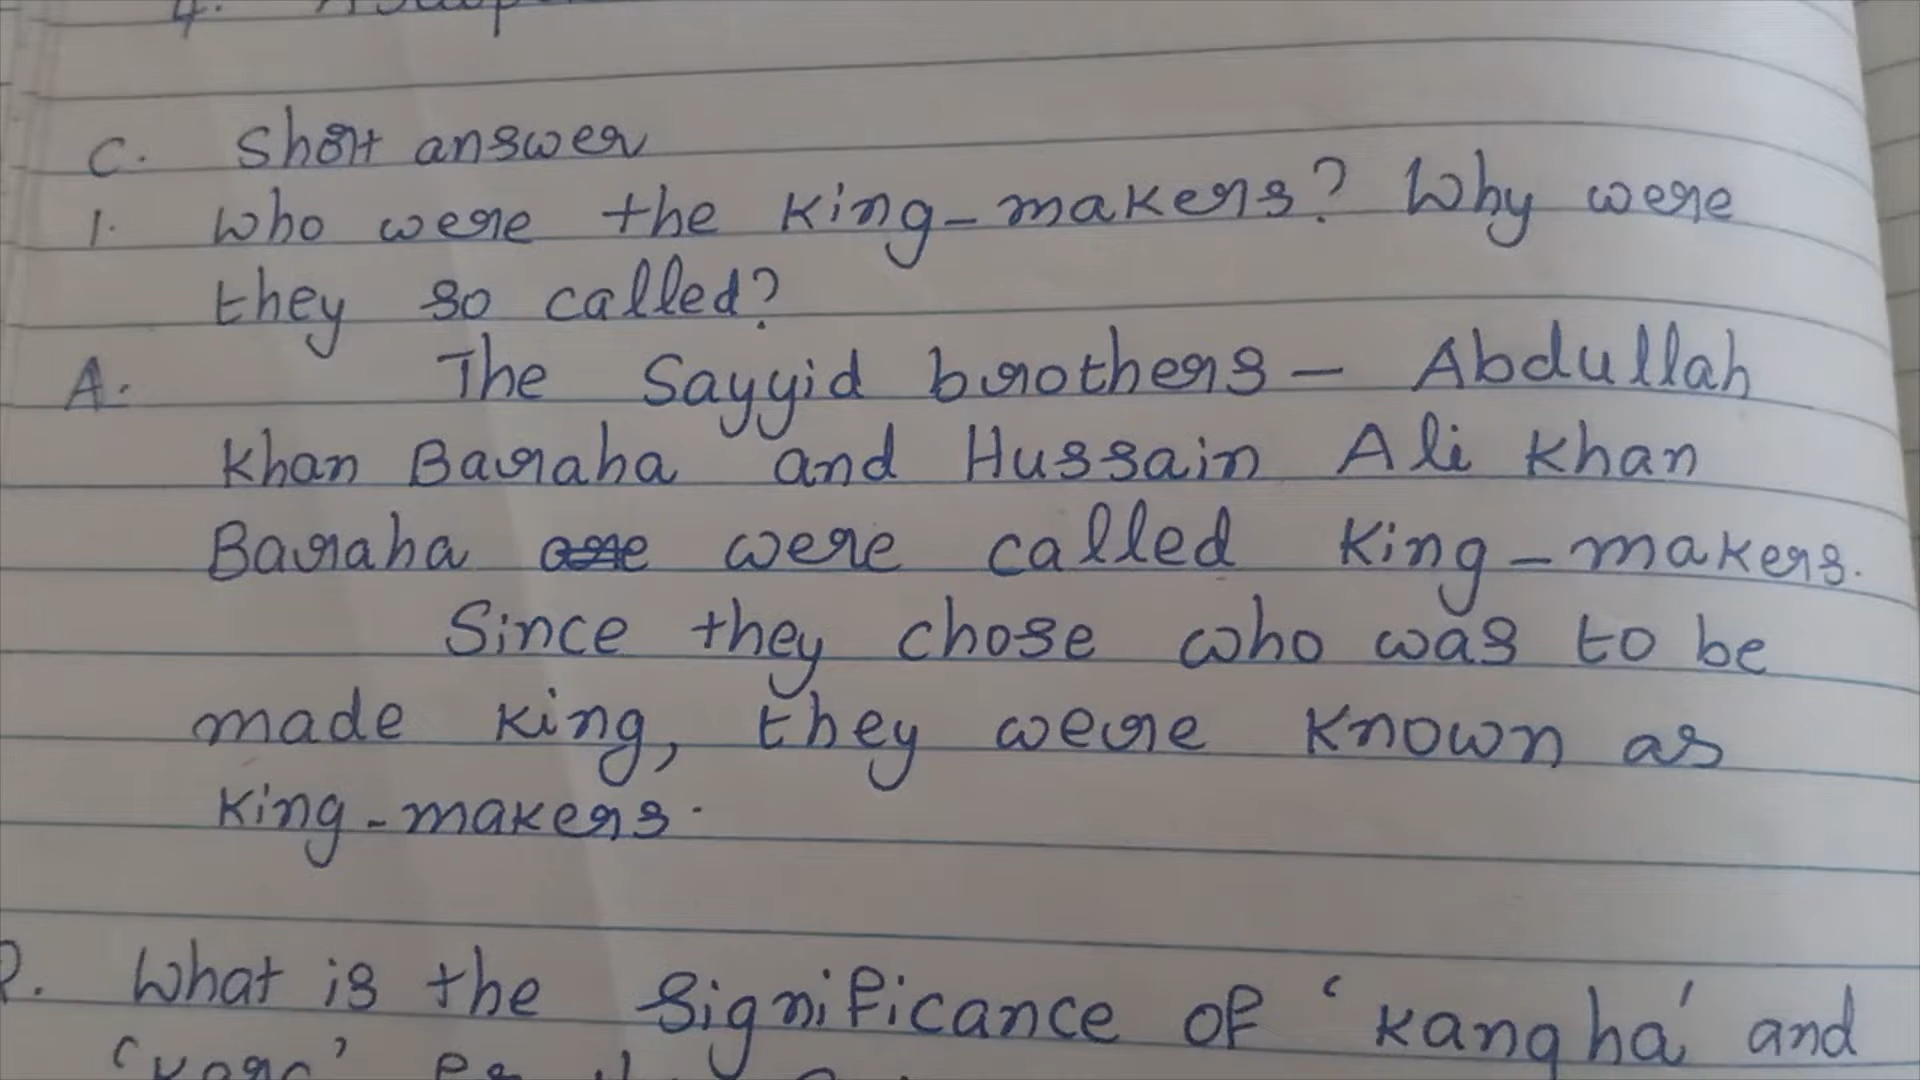 4.
C. Short answer
1. Who were the king-makers? Why were
they so called?
A. The Sayyid brothers – Abdullah
Khan Baraha and Hussain Ali Khan
Baraha are were called king-makers.
Since they chose who was to be
made king, they were known as
king-makers.
2. What is the significance of 'kangha' and
'kara'